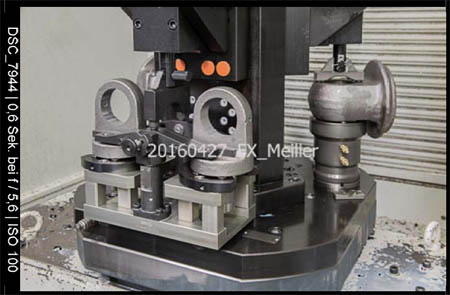 DSC_7944 | 0,6 Sek. bei f / 5,6 | ISO 100
20160427_FX_Meiller